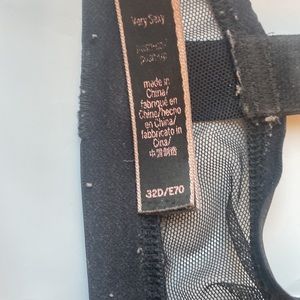 Very Sexy
made in
China/
fabriqué en
Chine/hecho
en China/
fabbricato in
Cina/
中国制造
32D/E70